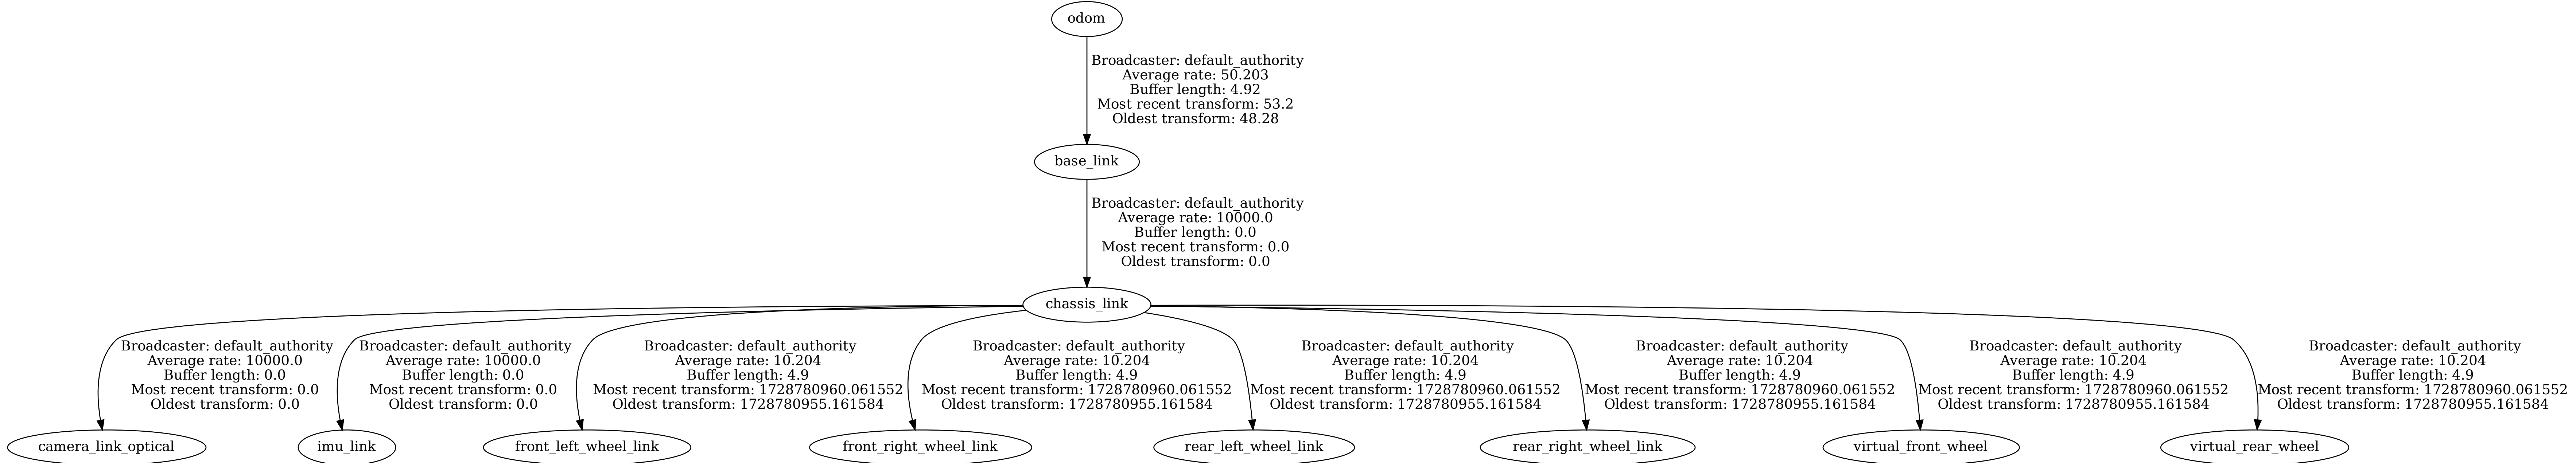 odom
Broadcaster: default_authority
Average rate: 50.203
Buffer length: 4.92
Most recent transform: 53.2
Oldest transform: 48.28
base_link
Broadcaster: default_authority
Average rate: 10000.0
Buffer length: 0.0
Most recent transform: 0.0
Oldest transform: 0.0
chassis_link
Broadcaster: default_authority
Average rate: 10000.0
Buffer length: 0.0
Most recent transform: 0.0
Oldest transform: 0.0
Broadcaster: default_authority
Average rate: 10000.0
Buffer length: 0.0
Most recent transform: 0.0
Oldest transform: 0.0
Broadcaster: default_authority
Average rate: 10.204
Buffer length: 4.9
Most recent transform: 1728780960.061552
Oldest transform: 1728780955.161584
Broadcaster: default_authority
Average rate: 10.204
Buffer length: 4.9
Most recent transform: 1728780960.061552
Oldest transform: 1728780955.161584
Broadcaster: default_authority
Average rate: 10.204
Buffer length: 4.9
Most recent transform: 1728780960.061552
Oldest transform: 1728780955.161584
Broadcaster: default_authority
Average rate: 10.204
Buffer length: 4.9
Most recent transform: 1728780960.061552
Oldest transform: 1728780955.161584
Broadcaster: default_authority
Average rate: 10.204
Buffer length: 4.9
Most recent transform: 1728780960.061552
Oldest transform: 1728780955.161584
Broadcaster: default_authority
Average rate: 10.204
Buffer length: 4.9
Most recent transform: 1728780960.061552
Oldest transform: 1728780955.161584
camera_link_optical
imu_link
front_left_wheel_link
front_right_wheel_link
rear_left_wheel_link
rear_right_wheel_link
virtual_front_wheel
virtual_rear_wheel